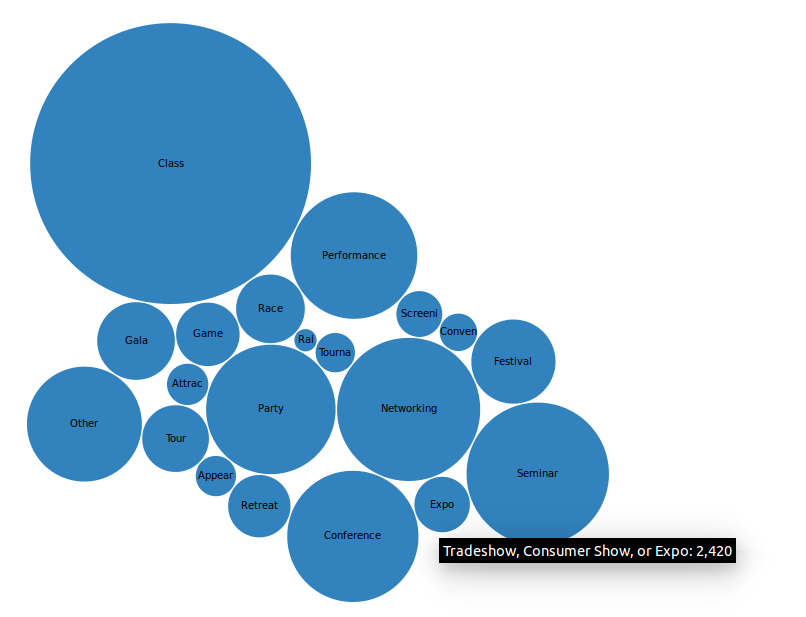 Class
Performance
Race
Screeni
Conven
Gala
Game
Ral
Tourna
Festival
Attrac
Other
Party
Networking
Tour
Appear
Seminar
Retreat
Expo
Conference
Tradeshow, Consumer Show, or Expo: 2,420